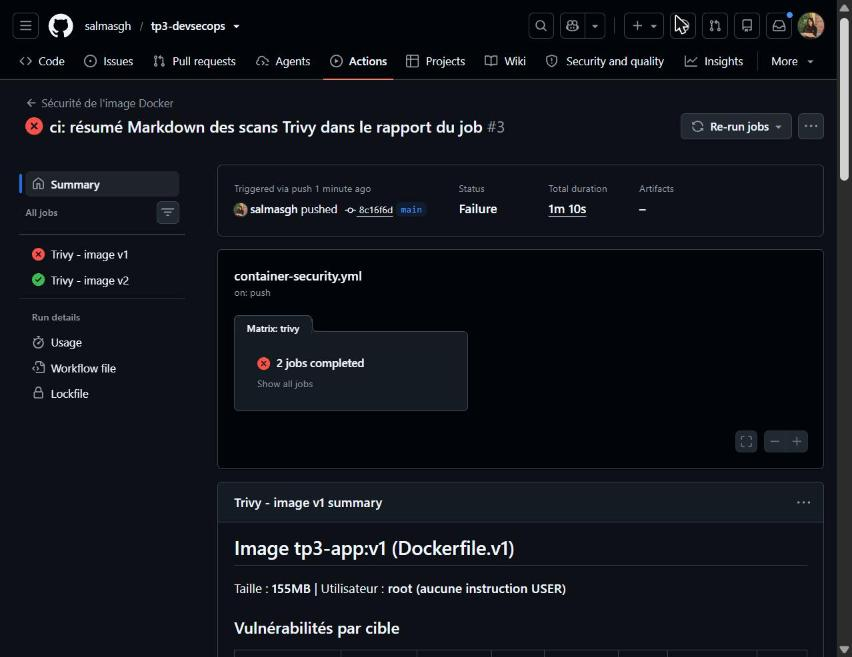 salmasgh / tp3-devsecops
Code Issues Pull requests Agents Actions Projects Wiki Security and quality Insights More
← Sécurité de l'image Docker
ci: résumé Markdown des scans Trivy dans le rapport du job #3
Re-run jobs
Summary
All jobs
Trivy - image v1
Trivy - image v2
Run details
Usage
Workflow file
Lockfile
Triggered via push 1 minute ago
salmasgh pushed 8c16f6d main
Status
Failure
Total duration
1m 10s
Artifacts
–
container-security.yml
on: push
Matrix: trivy
2 jobs completed
Show all jobs
Trivy - image v1 summary
Image tp3-app:v1 (Dockerfile.v1)
Taille : 155MB | Utilisateur : root (aucune instruction USER)
Vulnérabilités par cible